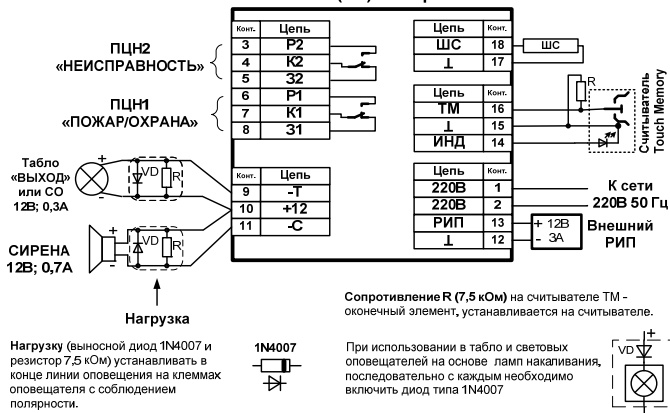 Конт. Цепь
3 Р2
4 К2
5 З2
6 Р1
7 К1
8 З1
ПЦН2
«НЕИСПРАВНОСТЬ»
ПЦН1
«ПОЖАР/ОХРАНА»
Цепь Конт.
ШС 18
⊥ 17
ШС
Цепь Конт.
ТМ 16
⊥ 15
ИНД 14
R
Считыватель
Touch Memory
Табло
«ВЫХОД»
или СО
12В; 0,3А
+
-
VD R
Конт. Цепь
9 -Т
10 +12
11 -С
СИРЕНА
12В; 0,7А
+
-
VD R
Нагрузка
Цепь Конт.
220В 1
220В 2
РИП 13
⊥ 12
К сети
220В 50 Гц
+ 12В
- 3А
Внешний
РИП
Сопротивление R (7,5 кОм) на считывателе ТМ -
оконечный элемент, устанавливается на считывателе.
Нагрузку (выносной диод 1N4007 и
резистор 7,5 кОм) устанавливать в
конце линии оповещения на клеммах
оповещателя с соблюдением
полярности.
1N4007
При использовании в табло и световых
оповещателей на основе ламп накаливания,
последовательно с каждым необходимо
включить диод типа 1N4007
+
VD
-